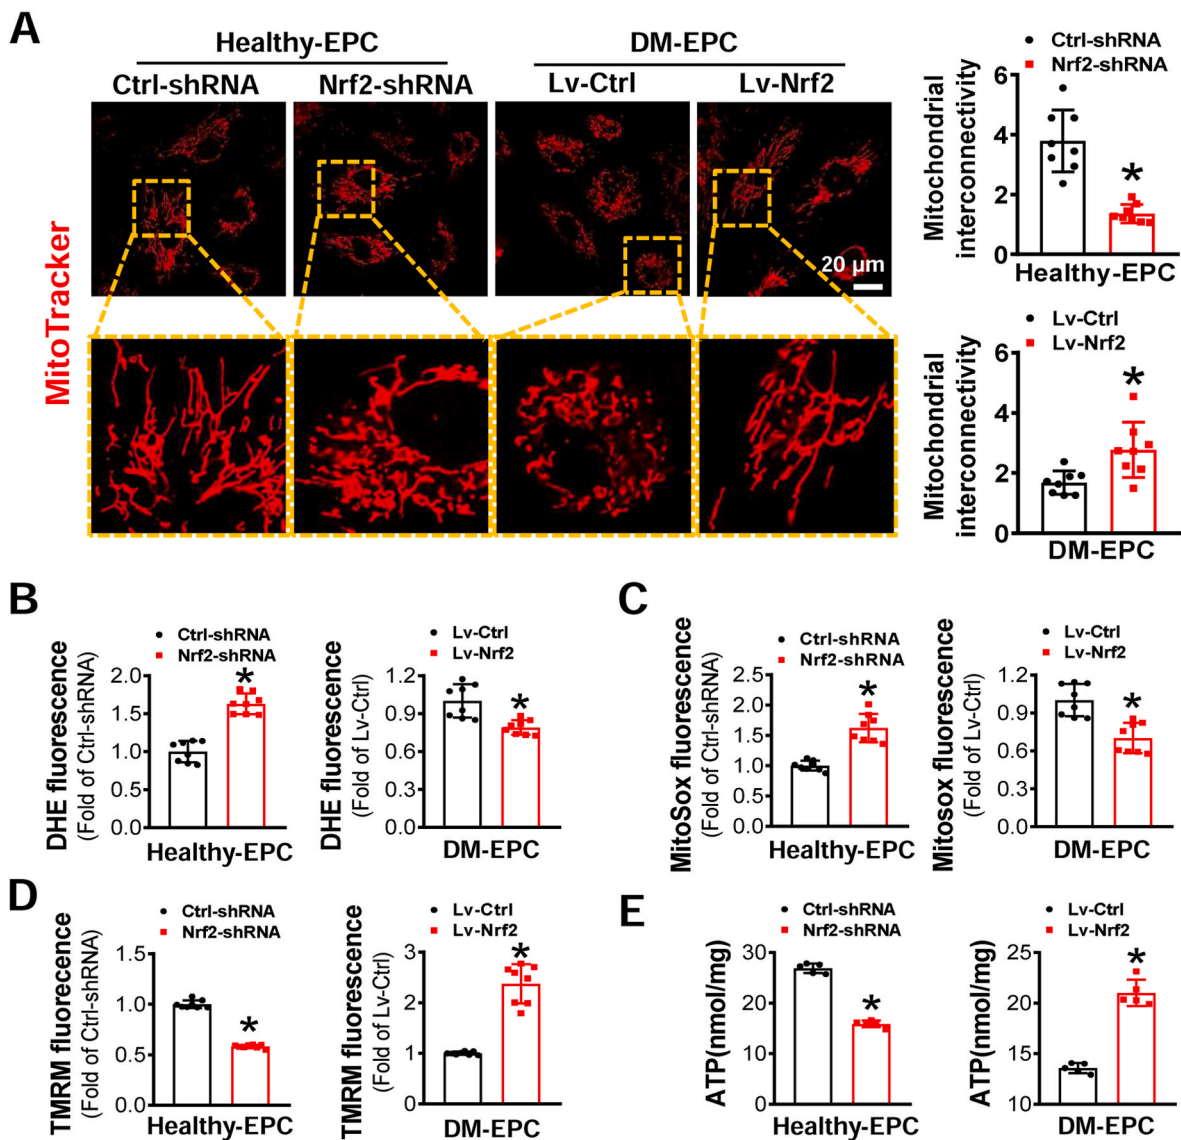 A
Healthy-EPC
DM-EPC
Ctrl-shRNA
Nrf2-shRNA
Lv-Ctrl
Lv-Nrf2
MitoTracker
20 μm
Ctrl-shRNA
Nrf2-shRNA
Mitochondrial
interconnectivity
6
4
2
0
Healthy-EPC
*
Lv-Ctrl
Lv-Nrf2
Mitochondrial
interconnectivity
6
4
2
0
DM-EPC
*
B
Ctrl-shRNA
Nrf2-shRNA
DHE fluorescence
(Fold of Ctrl-shRNA)
2.0
1.5
1.0
0.5
0.0
Healthy-EPC
*
Lv-Ctrl
Lv-Nrf2
DHE fluorescence
(Fold of Lv-Ctrl)
1.2
0.9
0.6
0.3
0.0
DM-EPC
*
C
Ctrl-shRNA
Nrf2-shRNA
MitoSox fluorescence
(Fold of Ctrl-shRNA)
2.5
2.0
1.5
1.0
0.5
0.0
Healthy-EPC
*
Lv-Ctrl
Lv-Nrf2
Mitosox fluorescence
(Fold of Lv-Ctrl)
1.2
0.9
0.6
0.3
0.0
DM-EPC
*
D
Ctrl-shRNA
Nrf2-shRNA
TMRM fluorescence
(Fold of Ctrl-shRNA)
1.5
1.0
0.5
0.0
Healthy-EPC
*
Lv-Ctrl
Lv-Nrf2
TMRM fluorescence
(Fold of Lv-Ctrl)
3
2
1
0
DM-EPC
*
E
Ctrl-shRNA
Nrf2-shRNA
ATP(nmol/mg)
30
20
10
0
Healthy-EPC
*
Lv-Ctrl
Lv-Nrf2
ATP(nmol/mg)
25
20
15
10
DM-EPC
*